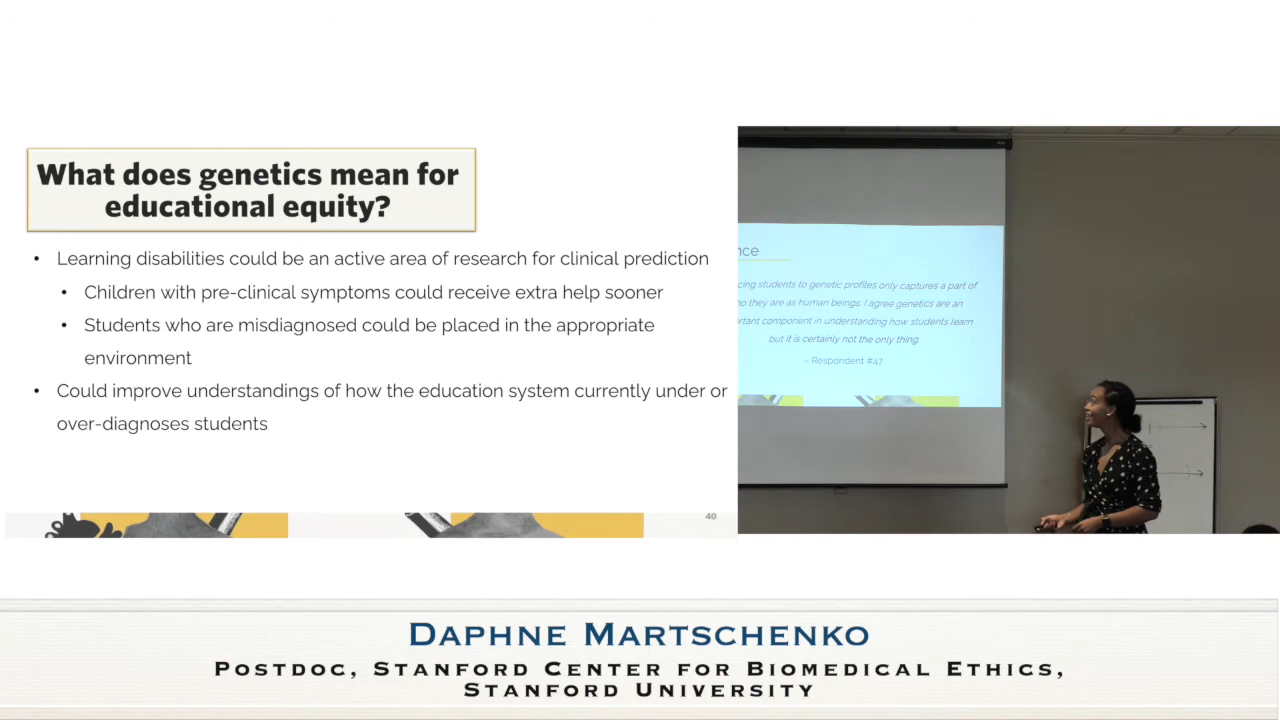 What does genetics mean for
educational equity?
• Learning disabilities could be an active area of research for clinical prediction
• Children with pre-clinical symptoms could receive extra help sooner
• Students who are misdiagnosed could be placed in the appropriate
environment
• Could improve understandings of how the education system currently under or
over-diagnoses students
40
students to genetic profiles only captures a part of
they are as human beings. I agree genetics are an
component in understanding how students learn
but it is certainly not the only thing.
- Respondent #47
DAPHNE MARTSCHENKO
POSTDOC, STANFORD CENTER FOR BIOMEDICAL ETHICS,
STANFORD UNIVERSITY